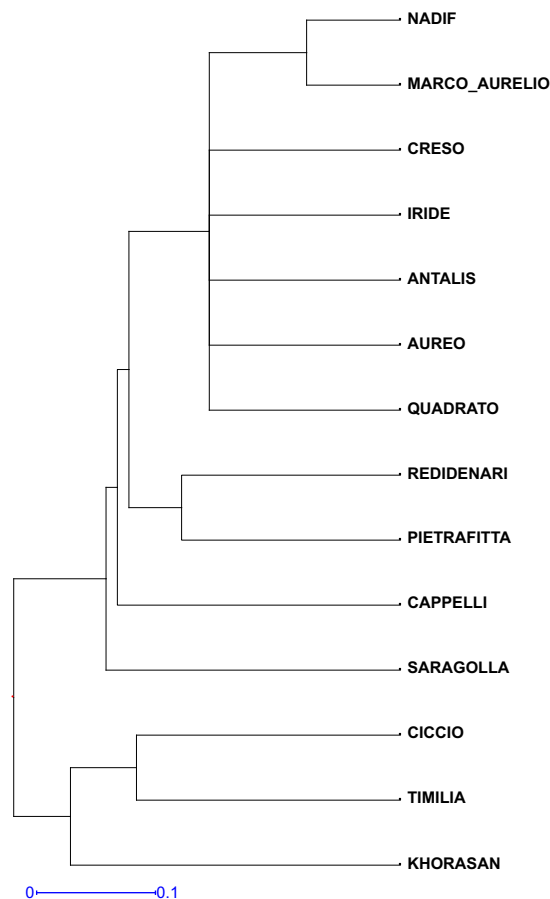 NADIF
MARCO_AURELIO
CRESO
IRIDE
ANTALIS
AUREO
QUADRATO
REDIDENARI
PIETRAFITTA
CAPPELLI
SARAGOLLA
CICCIO
TIMILIA
KHORASAN
0 0.1